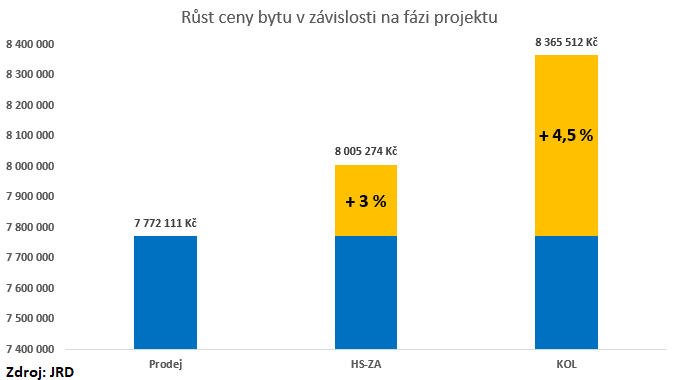 Růst ceny bytu v závislosti na fázi projektu
8 400 000
8 300 000
8 200 000
8 100 000
8 000 000
7 900 000
7 800 000
7 700 000
7 600 000
7 500 000
7 400 000
7 772 111 Kč
8 005 274 Kč
8 365 512 Kč
+ 3 %
+ 4,5 %
Prodej
HS-ZA
KOL
Zdroj: JRD